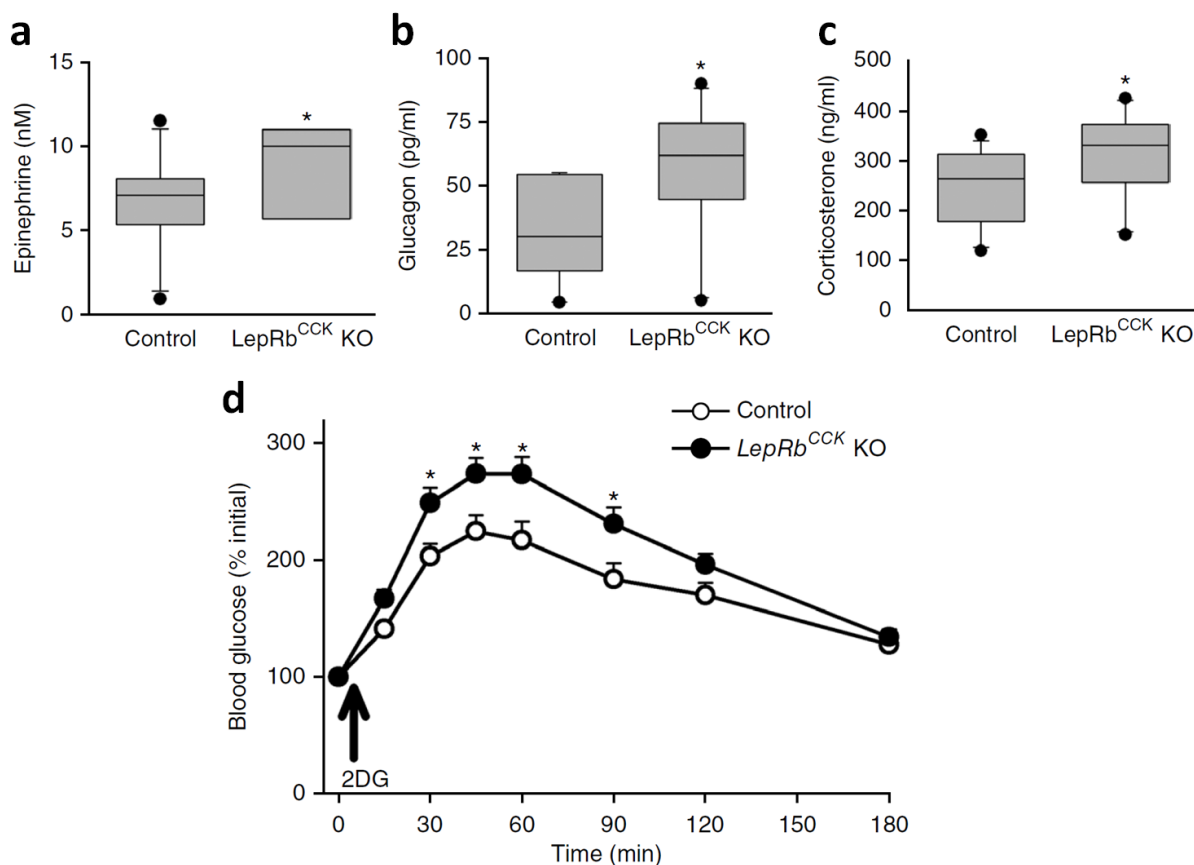 a
15
10
5
0
Epinephrine (nM)
*
Control
LepRb^CCK KO
b
100
75
50
25
0
Glucagon (pg/ml)
*
Control
LepRb^CCK KO
c
500
400
300
200
100
0
Corticosterone (ng/ml)
*
Control
LepRb^CCK KO
d
Control
LepRb^CCK KO
300
200
100
0
Blood glucose (% initial)
* * * *
2DG
0 30 60 90 120 150 180
Time (min)